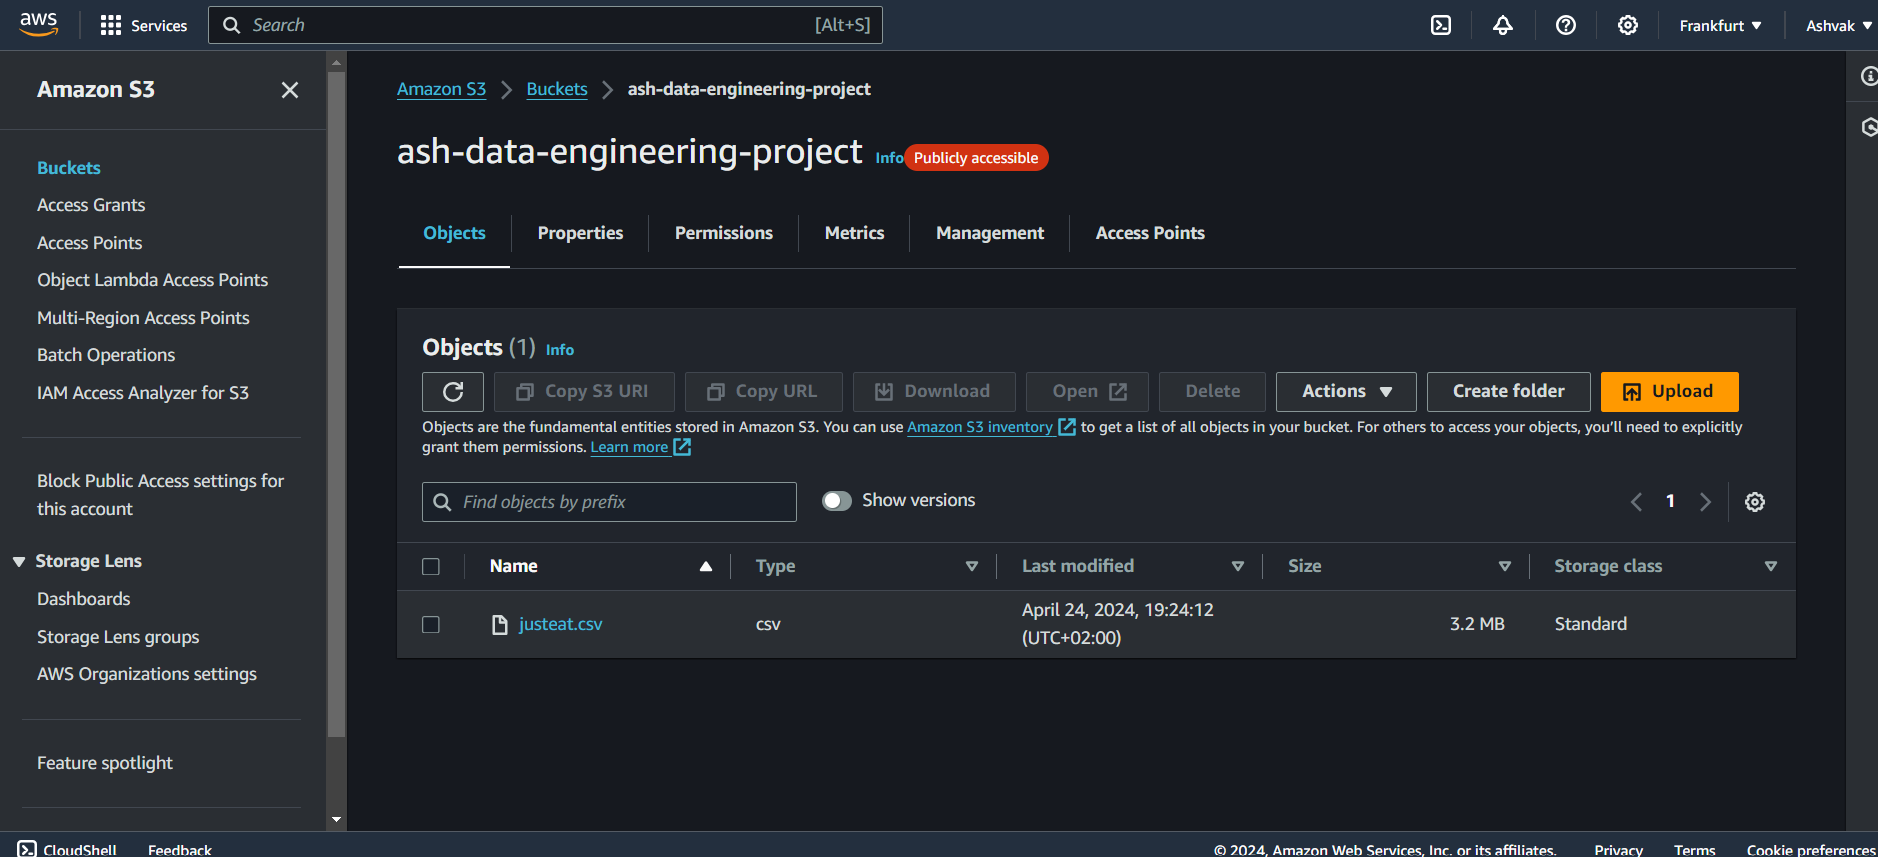 aws
Services
Search
[Alt+S]
Frankfurt
Ashvak
Amazon S3
Buckets
Access Grants
Access Points
Object Lambda Access Points
Multi-Region Access Points
Batch Operations
IAM Access Analyzer for S3
Block Public Access settings for
this account
Storage Lens
Dashboards
Storage Lens groups
AWS Organizations settings
Feature spotlight
Amazon S3 > Buckets > ash-data-engineering-project
ash-data-engineering-project Info Publicly accessible
Objects Properties Permissions Metrics Management Access Points
Objects (1) Info
Copy S3 URI Copy URL Download Open Delete Actions Create folder Upload
Objects are the fundamental entities stored in Amazon S3. You can use Amazon S3 inventory to get a list of all objects in your bucket. For others to access your objects, you'll need to explicitly
grant them permissions. Learn more
Find objects by prefix
Show versions
1
Name Type Last modified Size Storage class
justeat.csv csv April 24, 2024, 19:24:12
(UTC+02:00) 3.2 MB Standard
CloudShell Feedback © 2024, Amazon Web Services, Inc. or its affiliates. Privacy Terms Cookie preferences